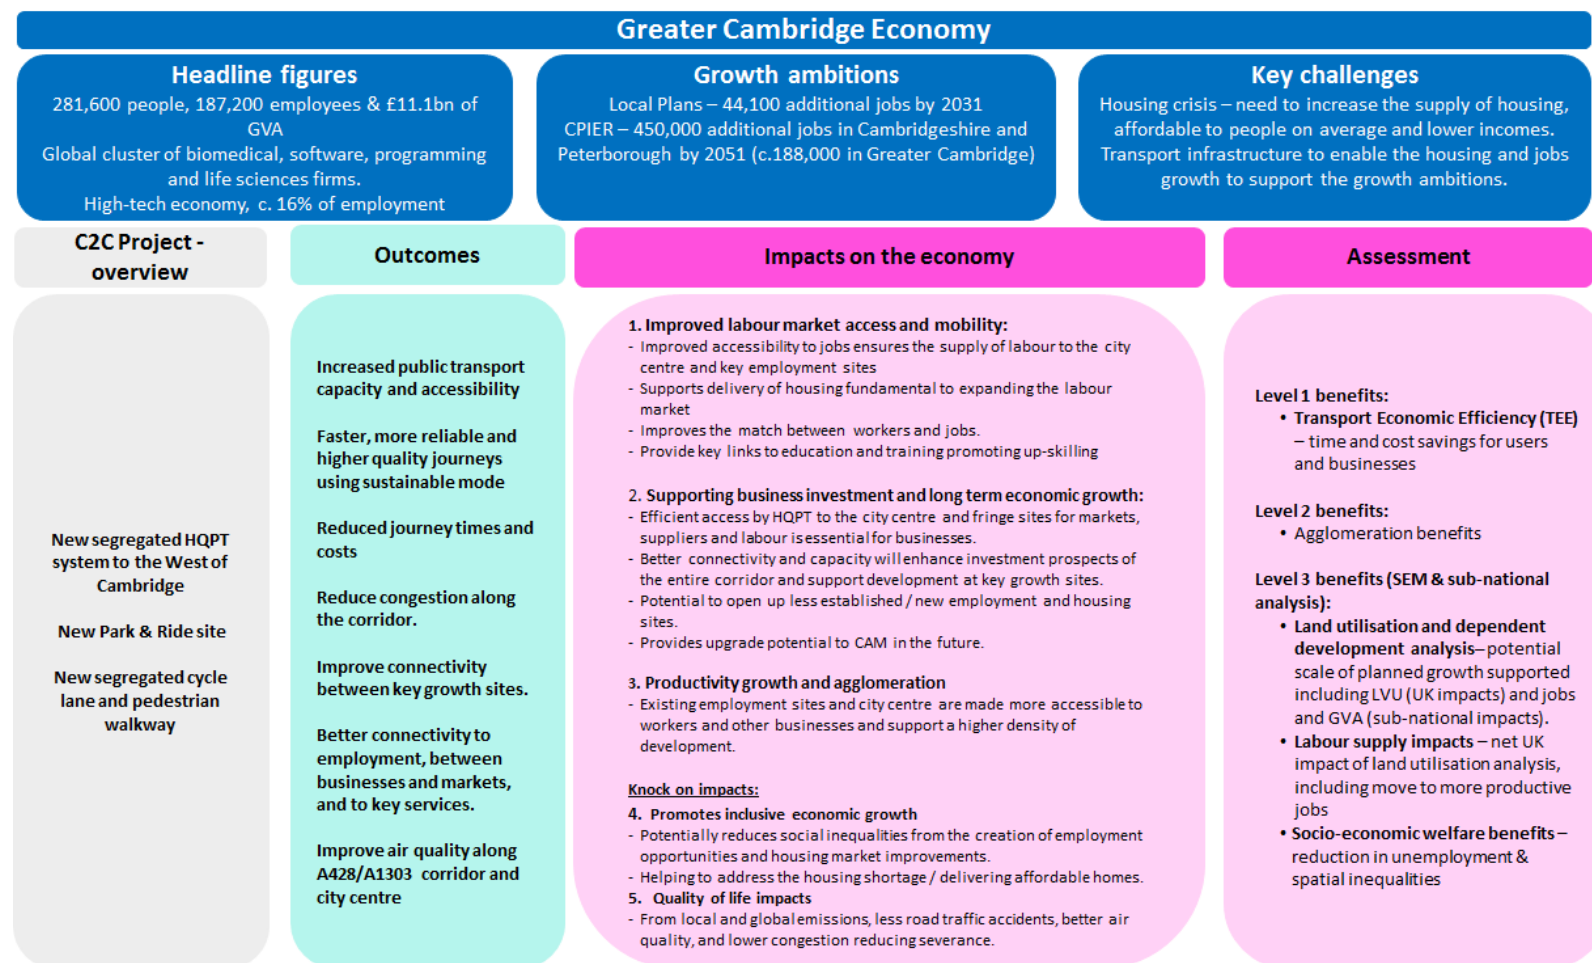 Greater Cambridge Economy
Headline figures
281,600 people, 187,200 employees & £11.1bn of
GVA
Global cluster of biomedical, software, programming
and life sciences firms.
High-tech economy, c. 16% of employment
Growth ambitions
Local Plans – 44,100 additional jobs by 2031
CPIER – 450,000 additional jobs in Cambridgeshire and
Peterborough by 2051 (c.188,000 in Greater Cambridge)
Key challenges
Housing crisis – need to increase the supply of housing,
affordable to people on average and lower incomes.
Transport infrastructure to enable the housing and jobs
growth to support the growth ambitions.
C2C Project -
overview
New segregated HQPT
system to the West of
Cambridge
New Park & Ride site
New segregated cycle
lane and pedestrian
walkway
Outcomes
Increased public transport
capacity and accessibility
Faster, more reliable and
higher quality journeys
using sustainable mode
Reduced journey times and
costs
Reduce congestion along
the corridor.
Improve connectivity
between key growth sites.
Better connectivity to
employment, between
businesses and markets,
and to key services.
Improve air quality along
A428/A1303 corridor and
city centre
Impacts on the economy
1. Improved labour market access and mobility:
- Improved accessibility to jobs ensures the supply of labour to the city
centre and key employment sites
- Supports delivery of housing fundamental to expanding the labour
market
- Improves the match between workers and jobs.
- Provide key links to education and training promoting up-skilling
2. Supporting business investment and long term economic growth:
- Efficient access by HQPT to the city centre and fringe sites for markets,
suppliers and labour is essential for businesses.
- Better connectivity and capacity will enhance investment prospects of
the entire corridor and support development at key growth sites.
- Potential to open up less established / new employment and housing
sites.
- Provides upgrade potential to CAM in the future.
3. Productivity growth and agglomeration
- Existing employment sites and city centre are made more accessible to
workers and other businesses and support a higher density of
development.
Knock on impacts:
4. Promotes inclusive economic growth
- Potentially reduces social inequalities from the creation of employment
opportunities and housing market improvements.
- Helping to address the housing shortage / delivering affordable homes.
5. Quality of life impacts
- From local and global emissions, less road traffic accidents, better air
quality, and lower congestion reducing severance.
Assessment
Level 1 benefits:
• Transport Economic Efficiency (TEE)
– time and cost savings for users
and businesses
Level 2 benefits:
• Agglomeration benefits
Level 3 benefits (SEM & sub-national
analysis):
• Land utilisation and dependent
development analysis– potential
scale of planned growth supported
including LVU (UK impacts) and jobs
and GVA (sub-national impacts).
• Labour supply impacts – net UK
impact of land utilisation analysis,
including move to more productive
jobs
• Socio-economic welfare benefits –
reduction in unemployment &
spatial inequalities